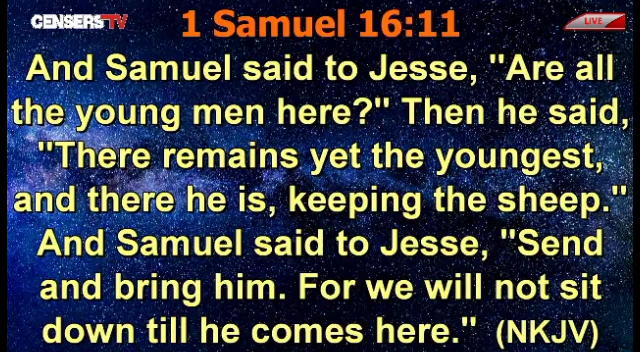 CENSERSTV
1 Samuel 16:11
LIVE
And Samuel said to Jesse, "Are all
the young men here?" Then he said,
"There remains yet the youngest,
and there he is, keeping the sheep."
And Samuel said to Jesse, "Send
and bring him. For we will not sit
down till he comes here." (NKJV)